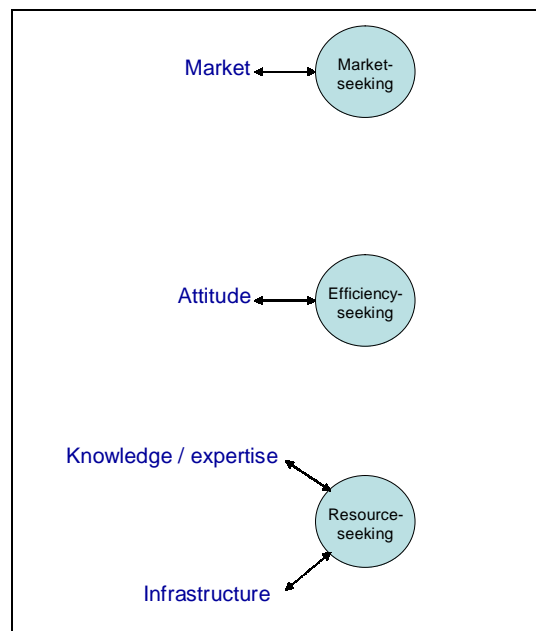 Market
Market-
seeking
Attitude
Efficiency-
seeking
Knowledge / expertise
Resource-
seeking
Infrastructure